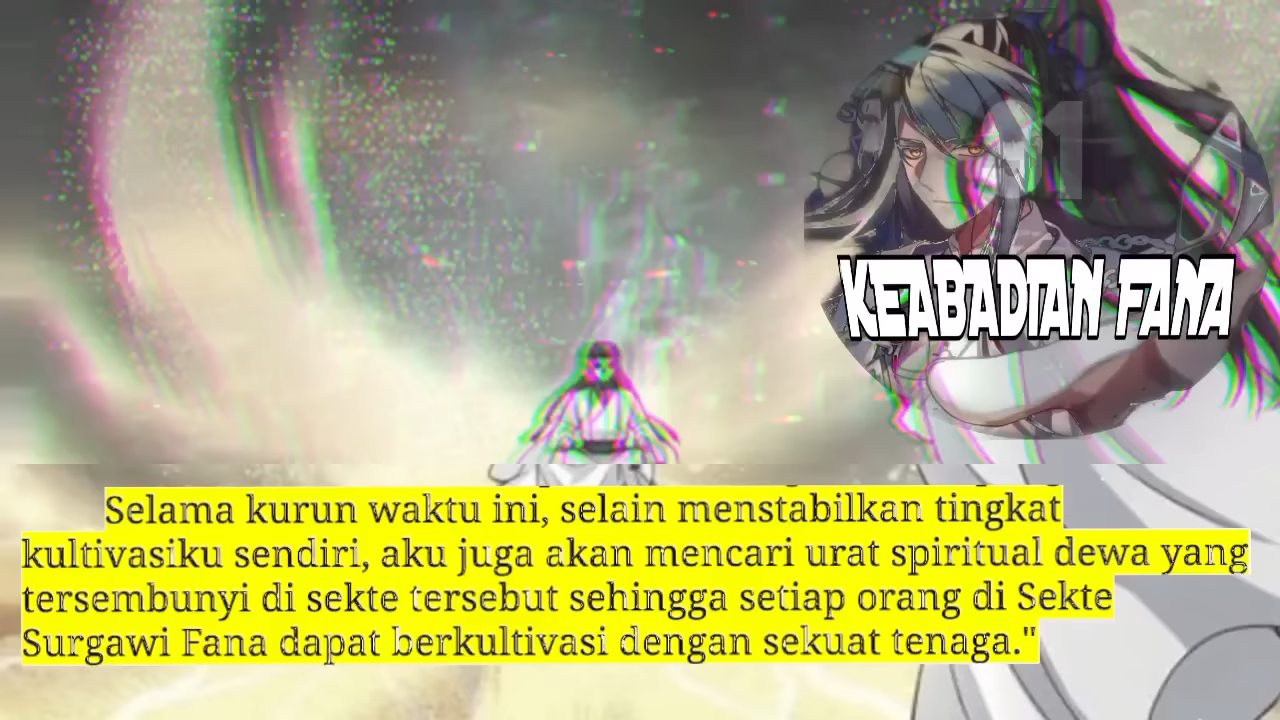 KEABADIAN FANA
Selama kurun waktu ini, selain menstabilkan tingkat
kultivasiku sendiri, aku juga akan mencari urat spiritual dewa yang
tersembunyi di sekte tersebut sehingga setiap orang di Sekte
Surgawi Fana dapat berkultivasi dengan sekuat tenaga."